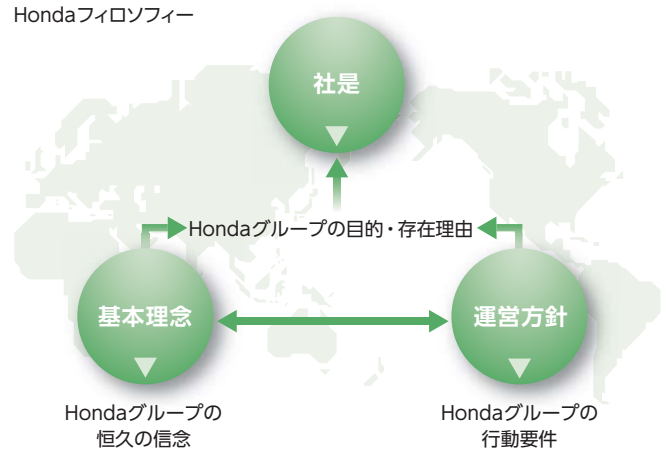 Hondaフィロソフィー
社是
Hondaグループの目的・存在理由
基本理念
運営方針
Hondaグループの
恒久の信念
Hondaグループの
行動要件